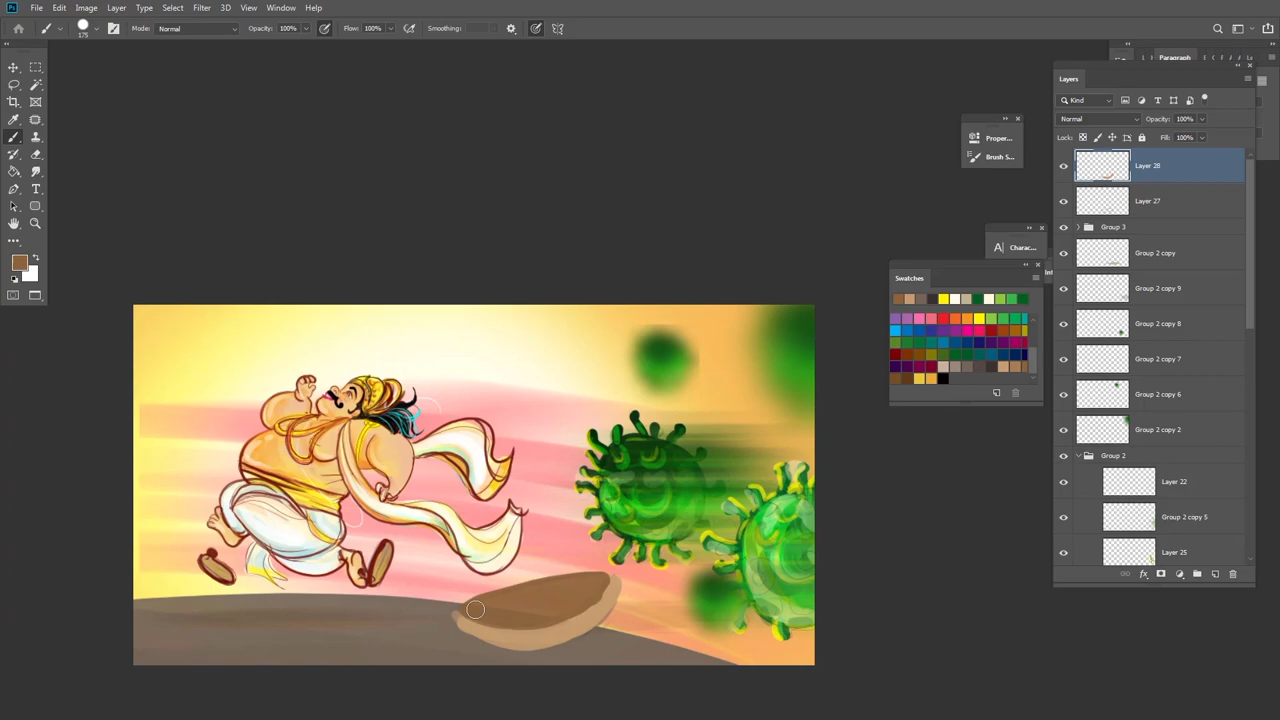 File Edit Image Layer Type Select Filter 3D View Window Help
175 Mode: Normal Opacity: 100% Flow: 100% Smoothing:
Paragraph
Layers
Kind
Normal Opacity: 100%
Lock: Fill: 100%
Proper...
Brush S...
Layer 28
Layer 27
Group 3
A| Charac...
Group 2 copy
Swatches
Group 2 copy 9
Group 2 copy 8
Group 2 copy 7
Group 2 copy 6
Group 2 copy 2
Group 2
Layer 22
Group 2 copy 5
Layer 25